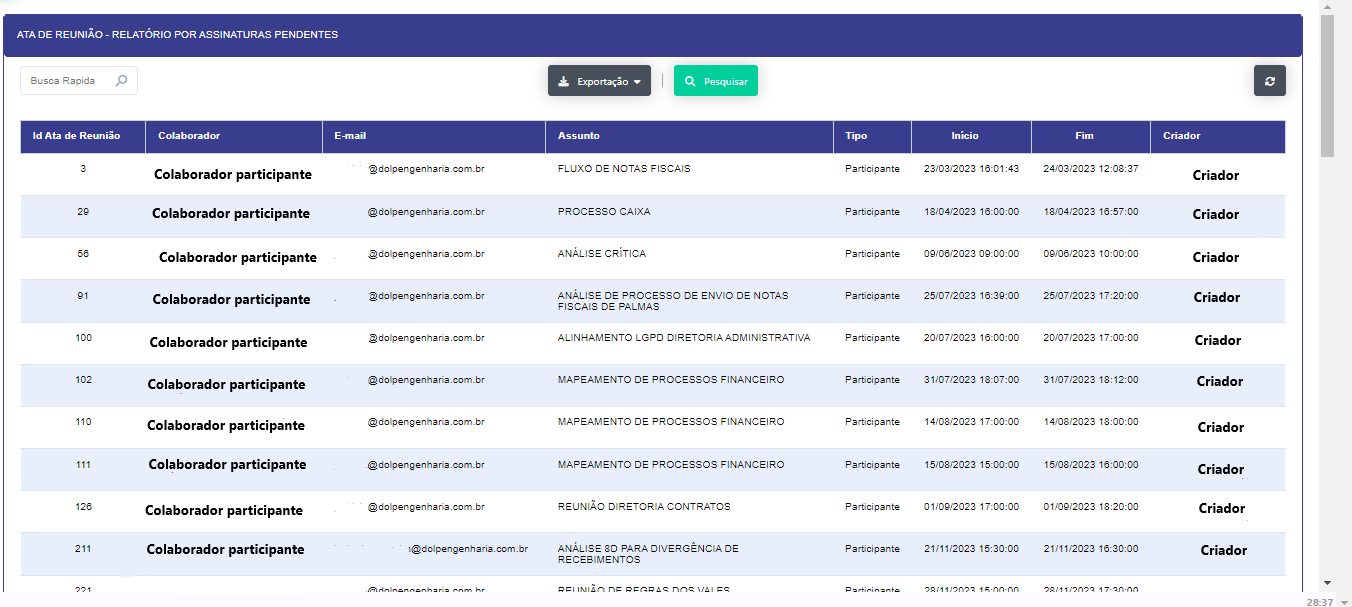 ATA DE REUNIÃO - RELATÓRIO POR ASSINATURAS PENDENTES
Busca Rapida Exportação | Pesquisar
Id Ata de Reunião Colaborador E-mail Assunto Tipo Início Fim Criador
3 Colaborador participante @dolpengenharia.com.br FLUXO DE NOTAS FISCAIS Participante 23/03/2023 16:01:43 24/03/2023 12:08:37 Criador
29 Colaborador participante @dolpengenharia.com.br PROCESSO CAIXA Participante 18/04/2023 16:00:00 18/04/2023 16:57:00 Criador
56 Colaborador participante @dolpengenharia.com.br ANÁLISE CRÍTICA Participante 09/06/2023 09:00:00 09/06/2023 10:00:00 Criador
91 Colaborador participante @dolpengenharia.com.br ANÁLISE DE PROCESSO DE ENVIO DE NOTAS Participante 25/07/2023 16:39:00 25/07/2023 17:20:00 Criador
FISCAIS DE PALMAS
100 Colaborador participante @dolpengenharia.com.br ALINHAMENTO LGPD DIRETORIA ADMINISTRATIVA Participante 20/07/2023 16:00:00 20/07/2023 17:00:00 Criador
102 Colaborador participante @dolpengenharia.com.br MAPEAMENTO DE PROCESSOS FINANCEIRO Participante 31/07/2023 18:07:00 31/07/2023 18:12:00 Criador
110 Colaborador participante @dolpengenharia.com.br MAPEAMENTO DE PROCESSOS FINANCEIRO Participante 14/08/2023 17:00:00 14/08/2023 18:00:00 Criador
111 Colaborador participante @dolpengenharia.com.br MAPEAMENTO DE PROCESSOS FINANCEIRO Participante 15/08/2023 15:00:00 15/08/2023 16:00:00 Criador
126 Colaborador participante @dolpengenharia.com.br REUNIÃO DIRETORIA CONTRATOS Participante 01/09/2023 17:00:00 01/09/2023 18:20:00 Criador
211 Colaborador participante @dolpengenharia.com.br ANÁLISE 8D PARA DIVERGÊNCIA DE Participante 21/11/2023 15:30:00 21/11/2023 16:30:00 Criador
RECEBIMENTOS
221 @dolpengenharia.com.br REUNIÃO DE REGRAS DOS VALES Participante 28/11/2023 15:00:00 28/11/2023 17:30:00
28:37